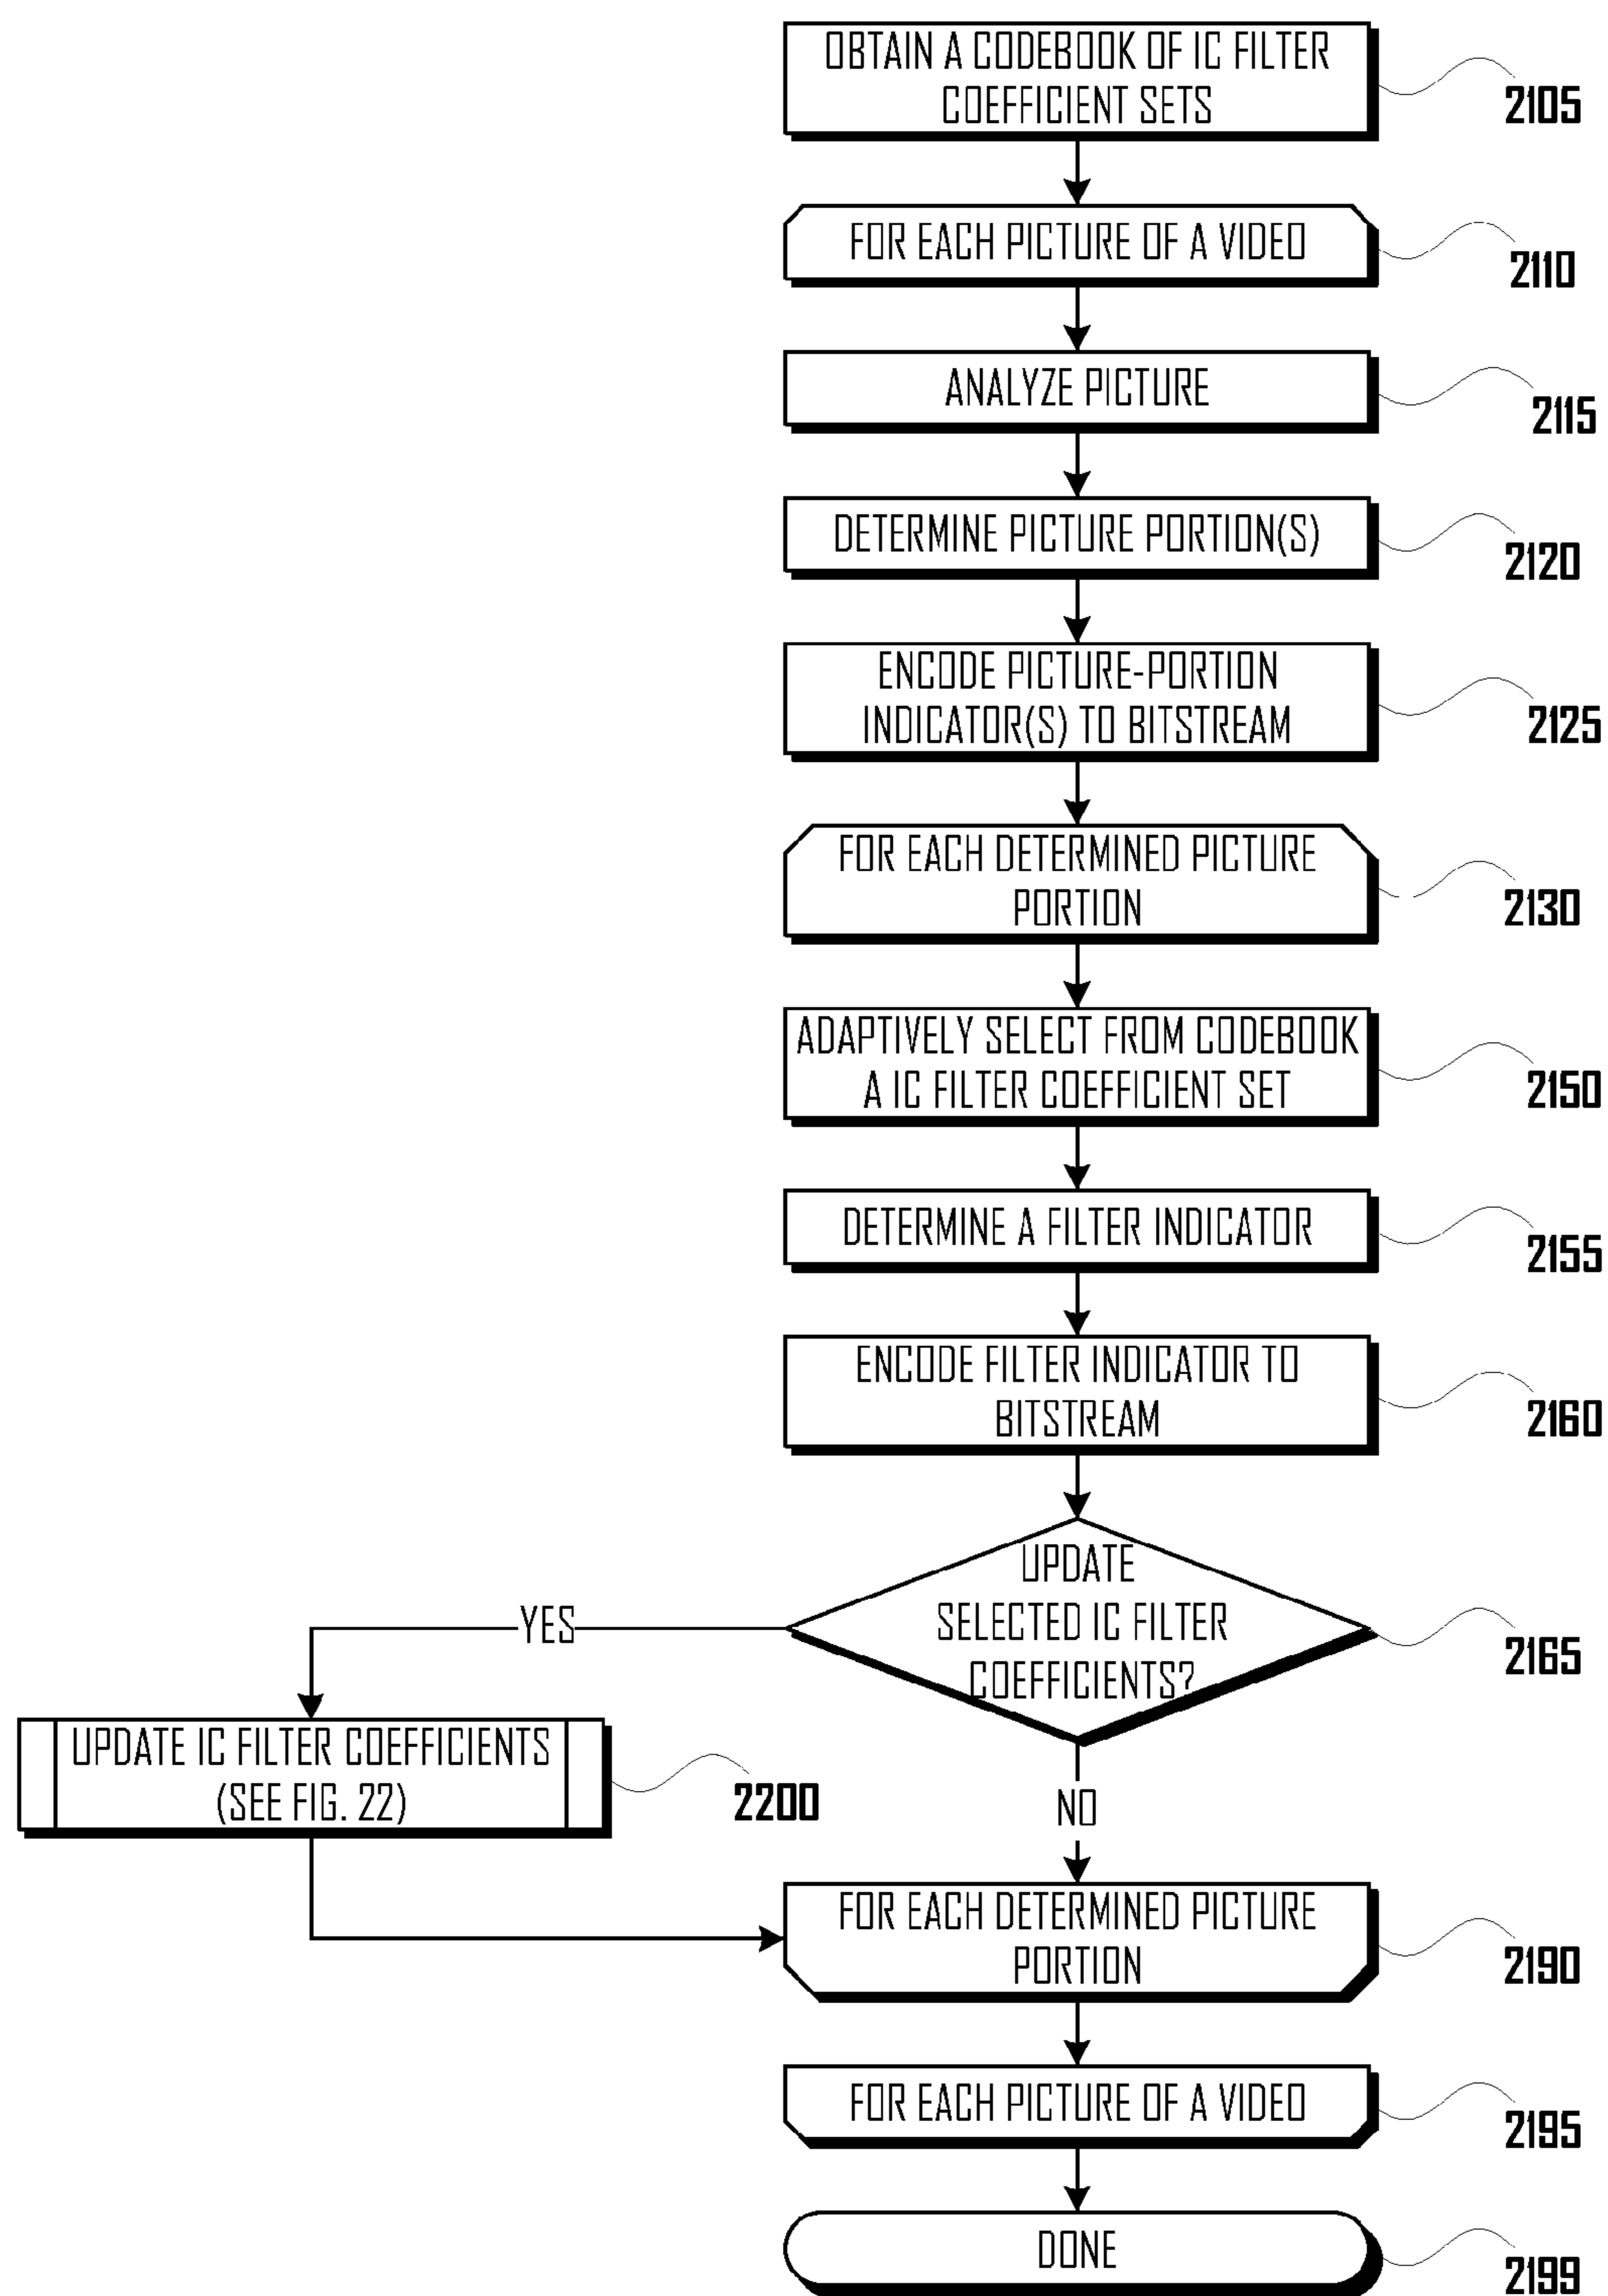 OBTAIN A CODEBOOK OF IC FILTER
COEFFICIENT SETS
2105
FOR EACH PICTURE OF A VIDEO
2110
ANALYZE PICTURE
2115
DETERMINE PICTURE PORTION(S)
2120
ENCODE PICTURE-PORTION
INDICATOR(S) TO BITSTREAM
2125
FOR EACH DETERMINED PICTURE
PORTION
2130
ADAPTIVELY SELECT FROM CODEBOOK
A IC FILTER COEFFICIENT SET
2150
DETERMINE A FILTER INDICATOR
2155
ENCODE FILTER INDICATOR TO
BITSTREAM
2160
UPDATE
SELECTED IC FILTER
COEFFICIENTS?
2165
YES
UPDATE IC FILTER COEFFICIENTS
(SEE FIG. 22)
2200
NO
FOR EACH DETERMINED PICTURE
PORTION
2190
FOR EACH PICTURE OF A VIDEO
2195
DONE
2199